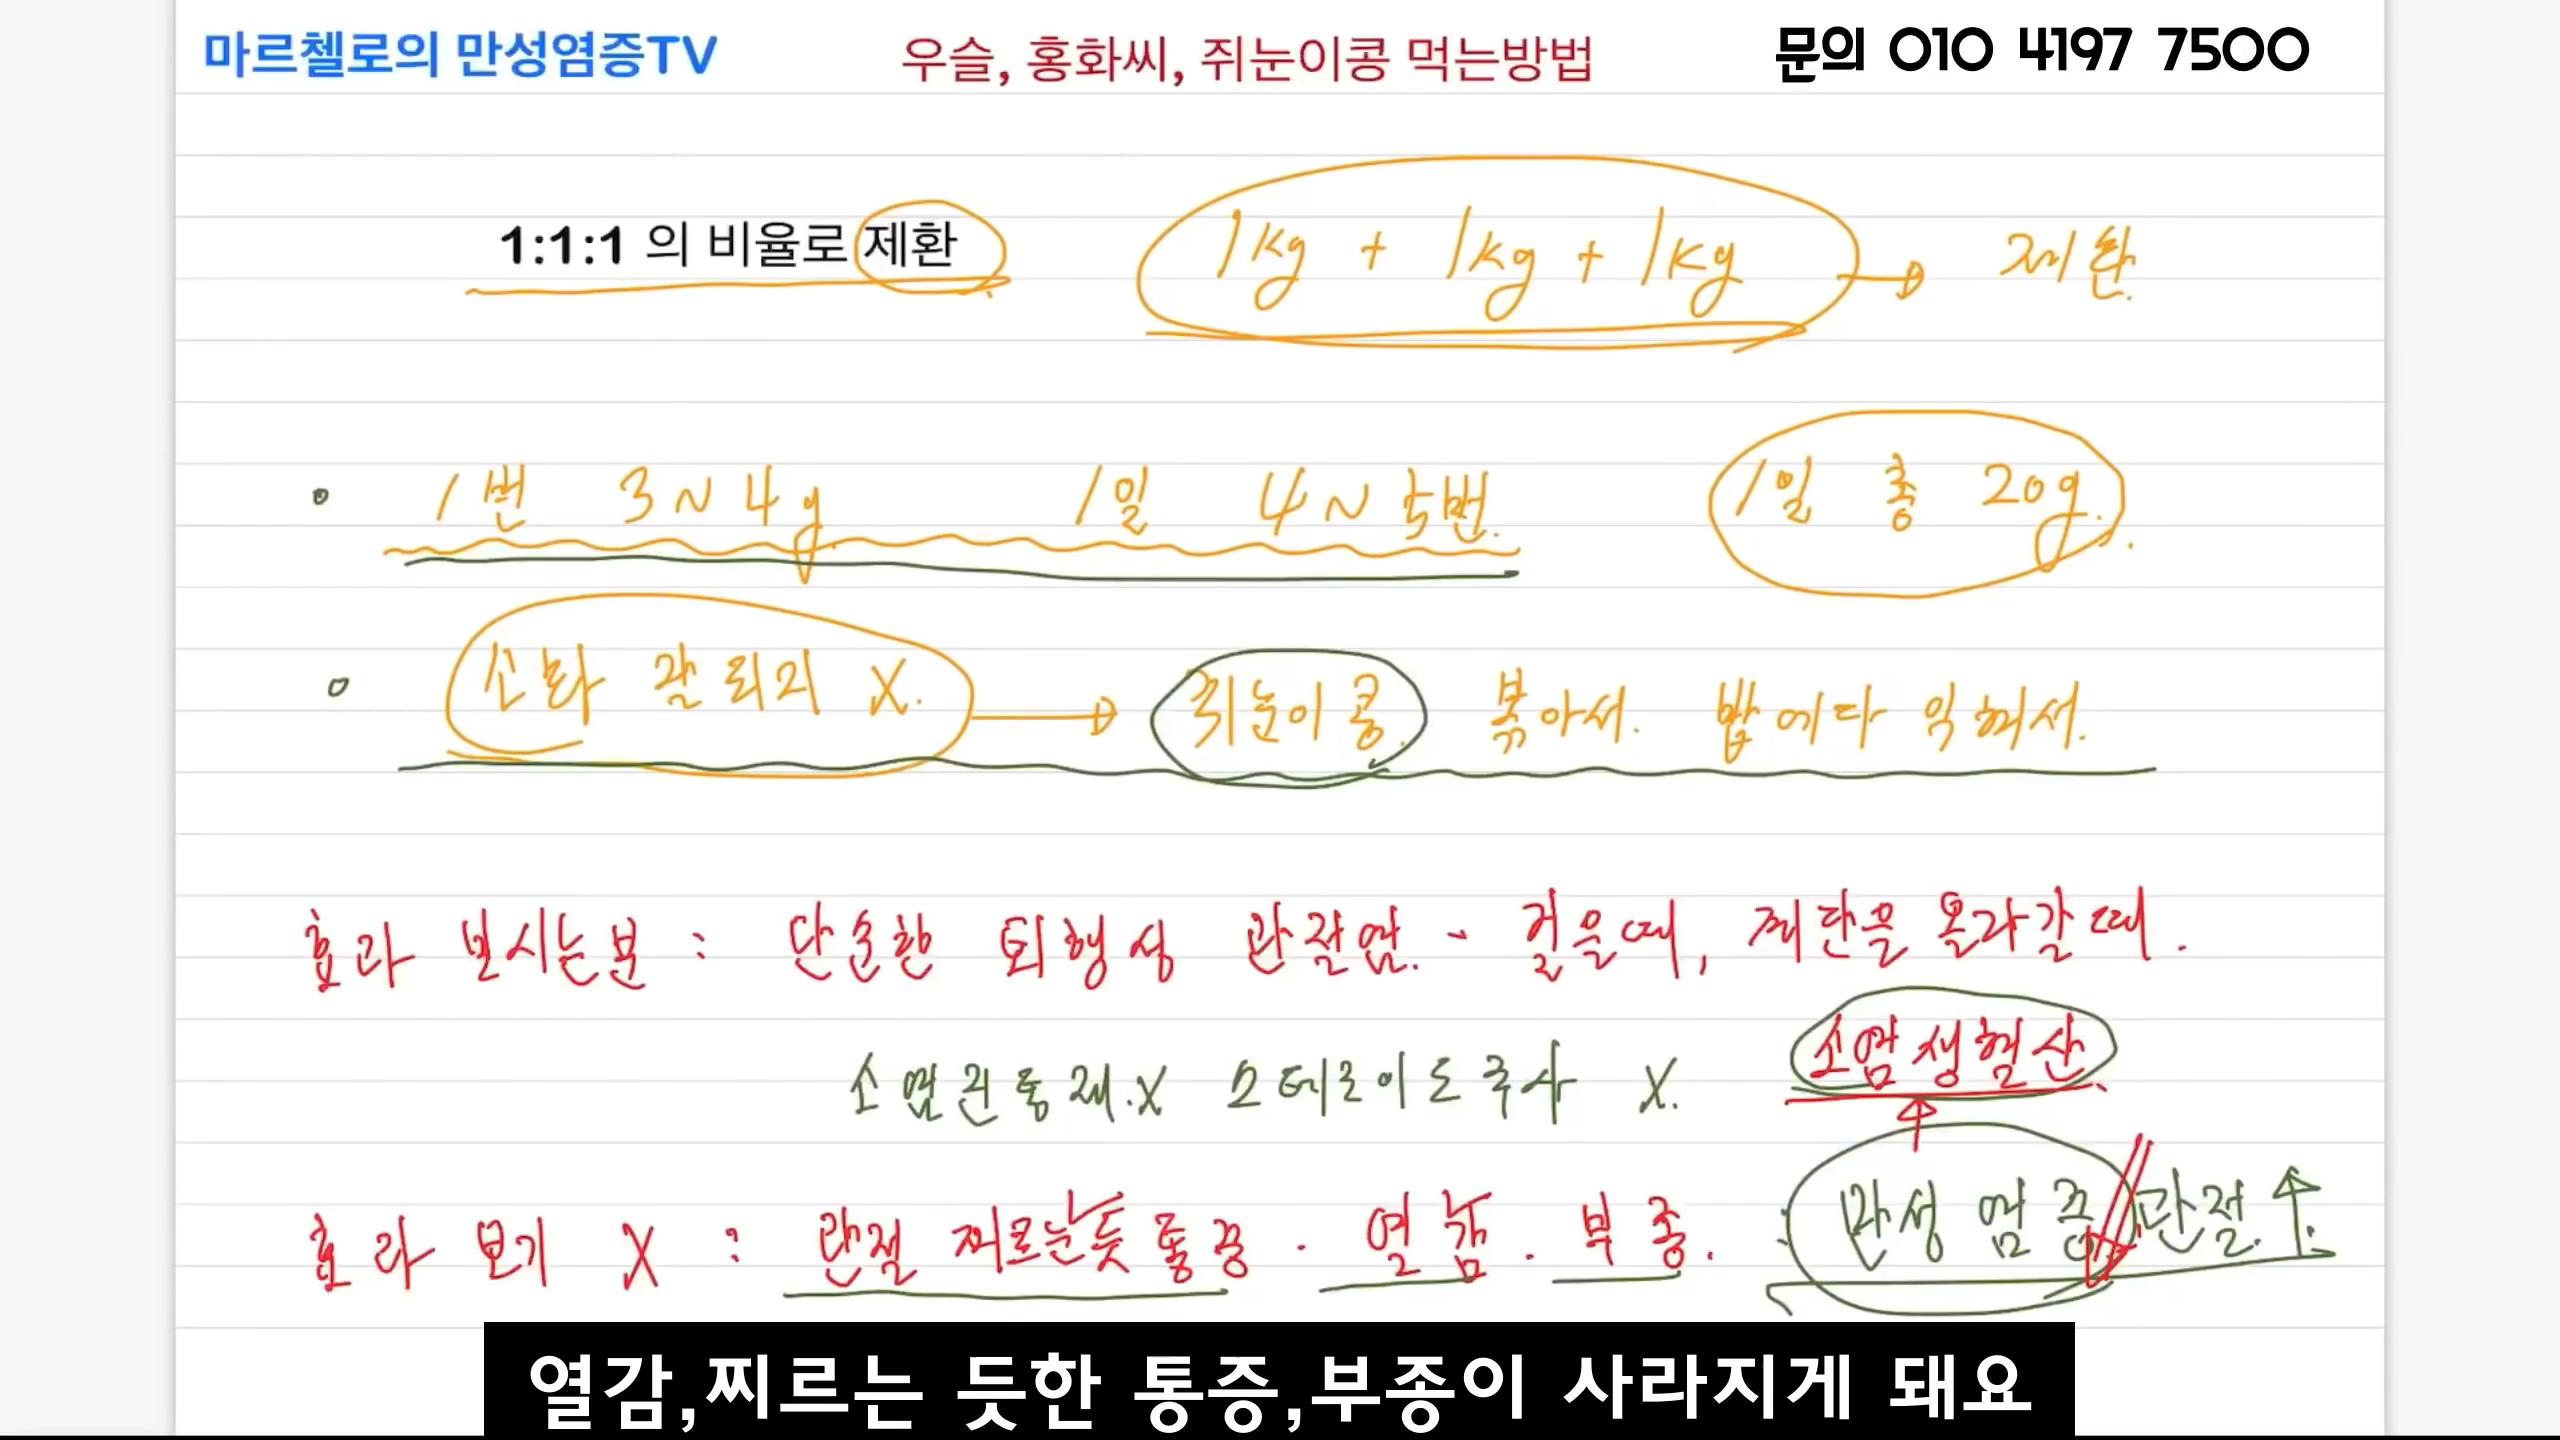 마르첼로의 만성염증TV
우슬, 홍화씨, 쥐눈이콩 먹는방법
문의 010 4197 7500
1:1:1 의 비율로 제환
1kg + 1kg + 1kg → 제환.
1번 3~4g 1일 4~5번. 1일 총 20g.
소화 잘 되리 X. → 쥐눈이콩. 볶아서. 밥에다 익혀서.
효과 보시는분 : 단순한 퇴행성 관절염. 걸을때, 계단을 올라갈때.
소염진통제.X 스테로이드주사 X. 소염생혈산.
효과 보기 X : 관절 찌르는듯 통증. 열감. 부종. 만성염증 관절↑.
열감,찌르는 듯한 통증,부종이 사라지게 돼요